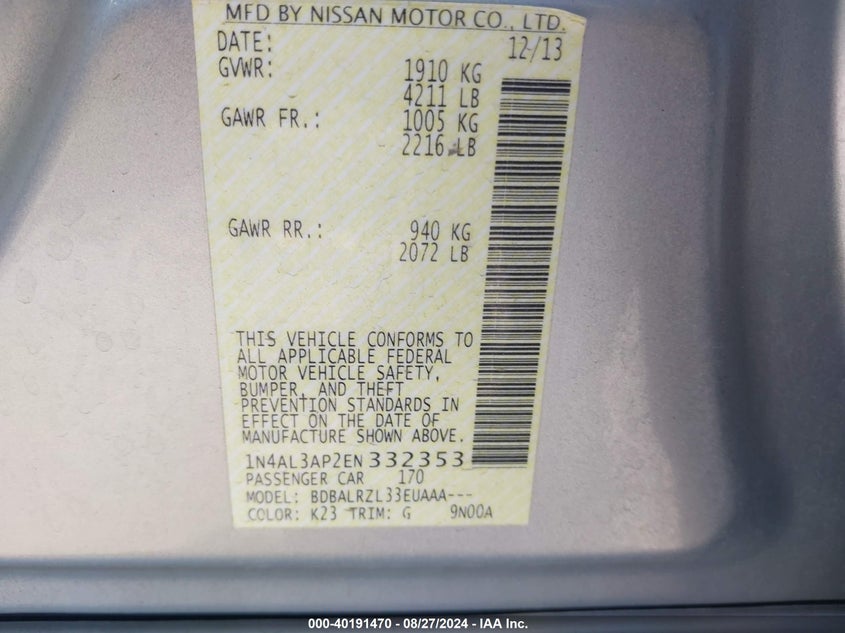 MFD BY NISSAN MOTOR CO., LTD.
DATE: 12/13
GVWR: 1910 KG
4211 LB
GAWR FR.: 1005 KG
2216 LB
GAWR RR.: 940 KG
2072 LB
THIS VEHICLE CONFORMS TO
ALL APPLICABLE FEDERAL
MOTOR VEHICLE SAFETY,
BUMPER, AND THEFT
PREVENTION STANDARDS IN
EFFECT ON THE DATE OF
MANUFACTURE SHOWN ABOVE.
1N4AL3AP2EN332353
PASSENGER CAR 170
MODEL: BDBALRZL33EUAAA---
COLOR: K23 TRIM: G 9N00A
000-40191470 - 08/27/2024 - IAA Inc.